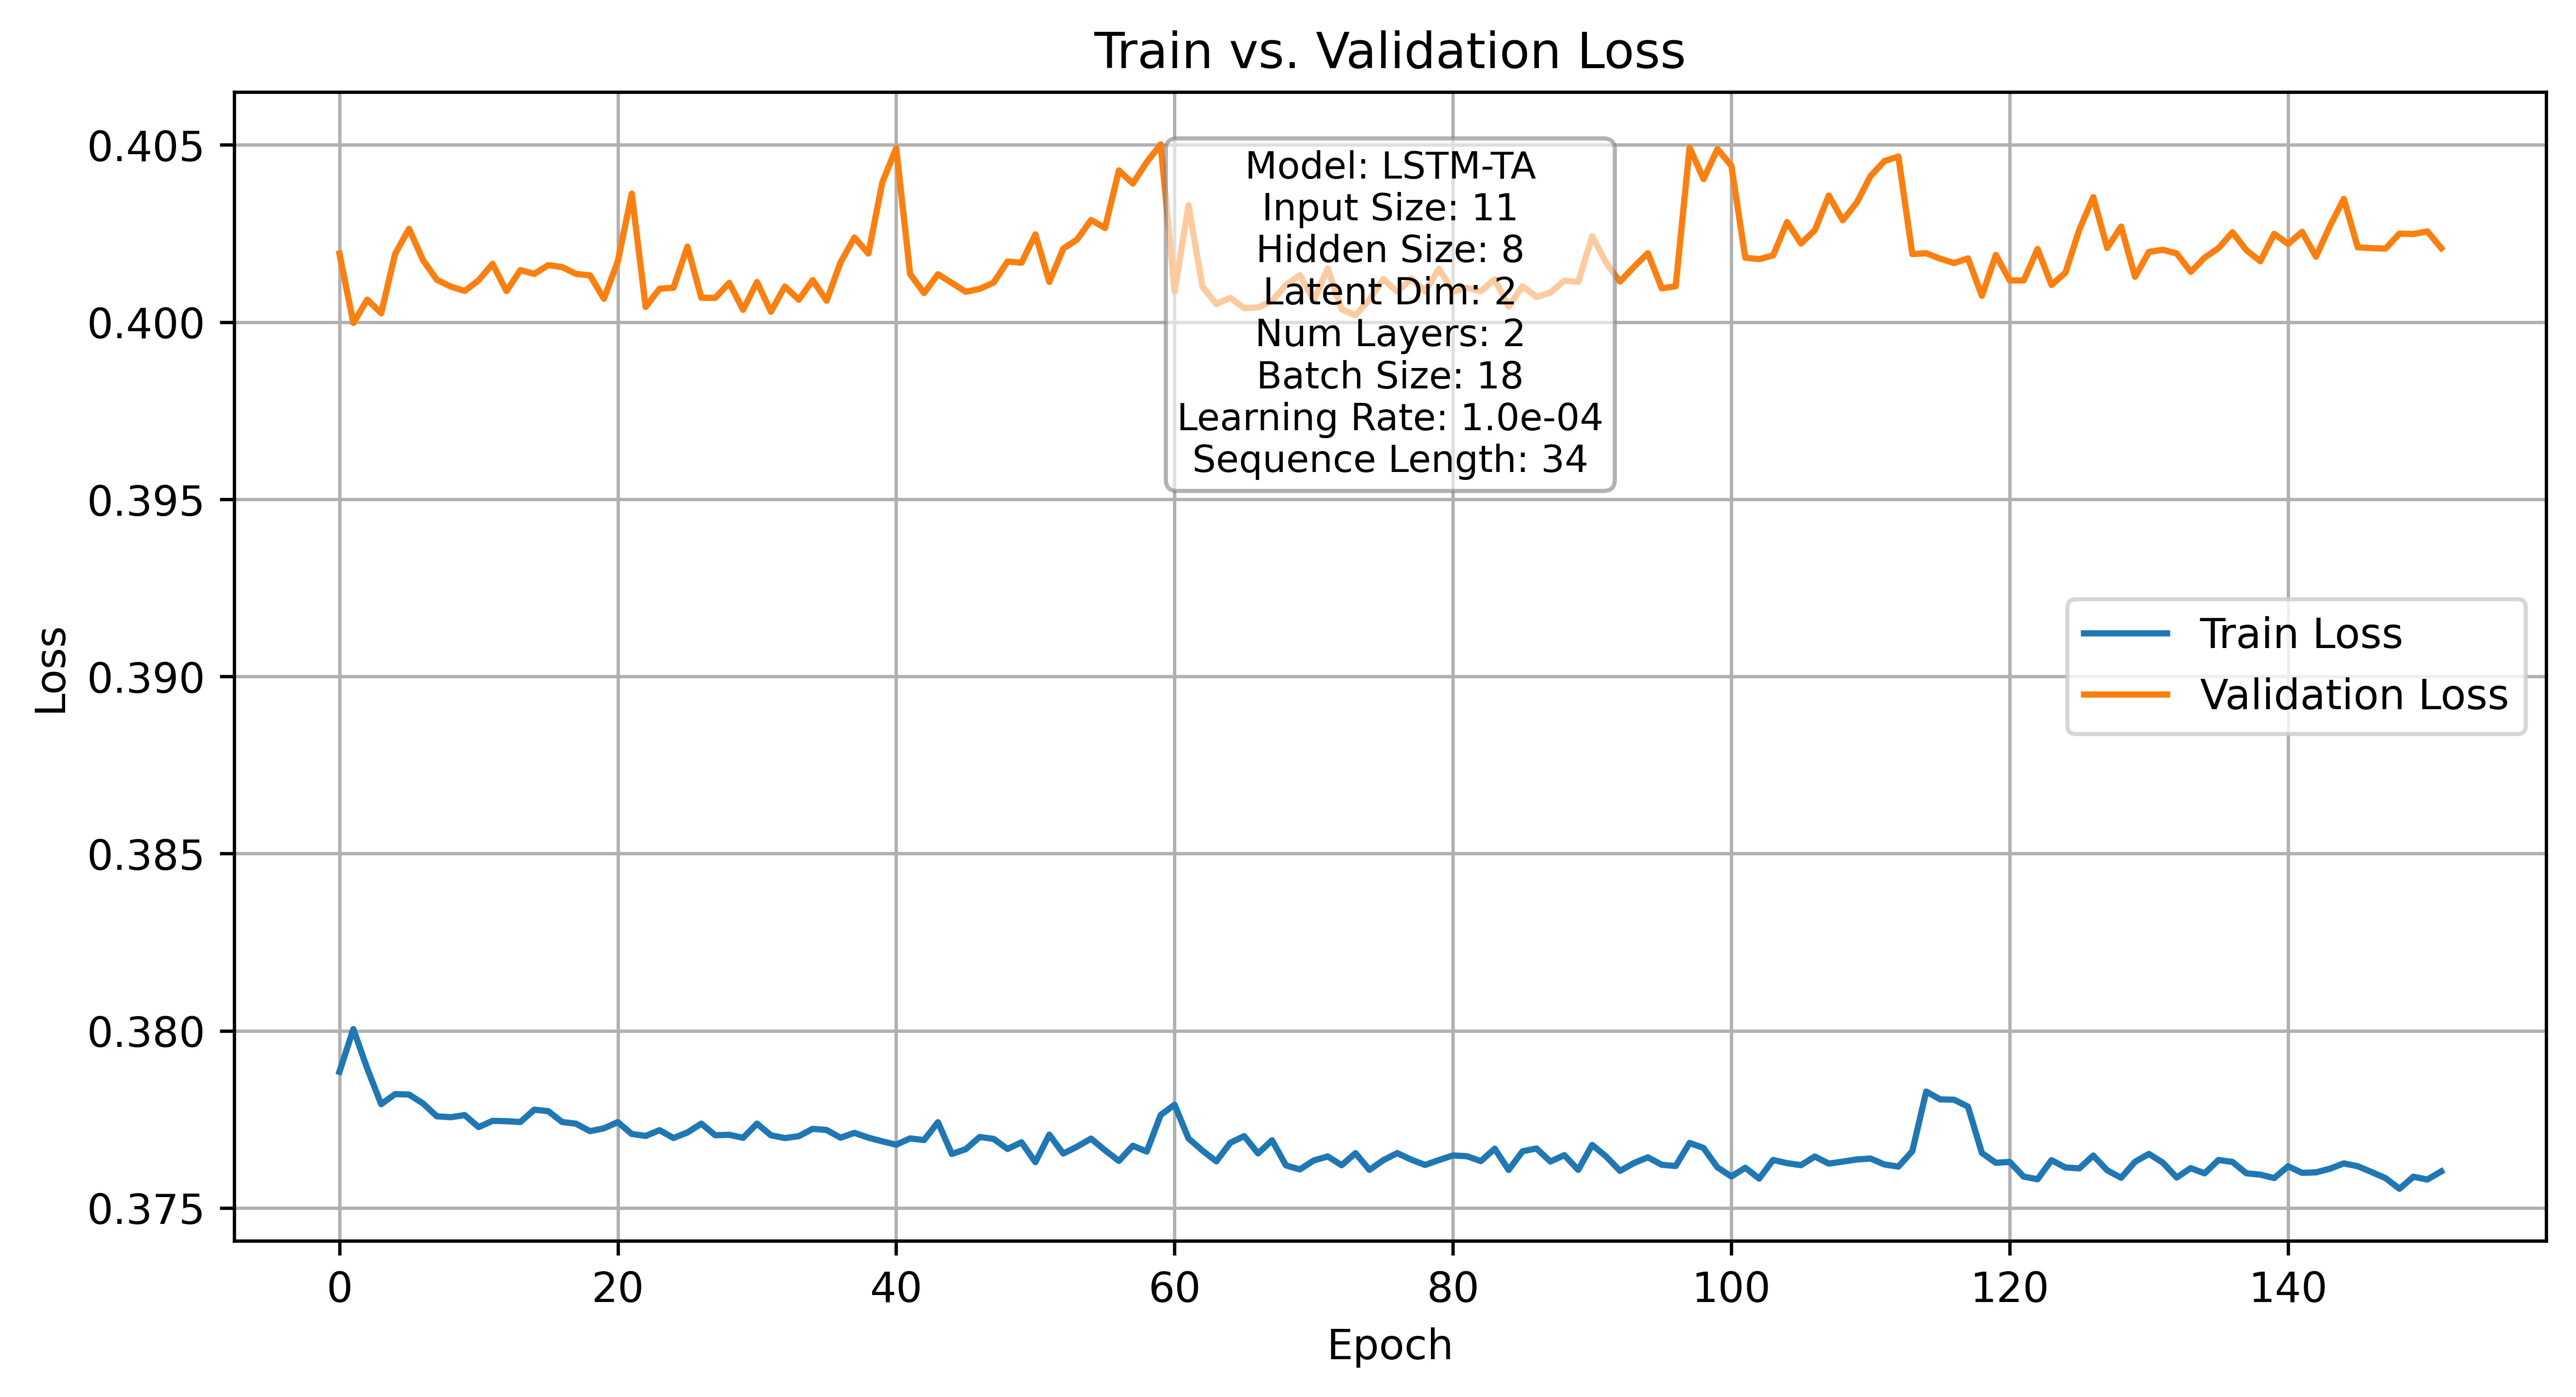 Train vs. Validation Loss
0.405
0.400
0.395
0.390
0.385
0.380
0.375
Loss
Model: LSTM-TA
Input Size: 11
Hidden Size: 8
Latent Dim: 2
Num Layers: 2
Batch Size: 18
Learning Rate: 1.0e-04
Sequence Length: 34
Train Loss
Validation Loss
0 20 40 60 80 100 120 140
Epoch